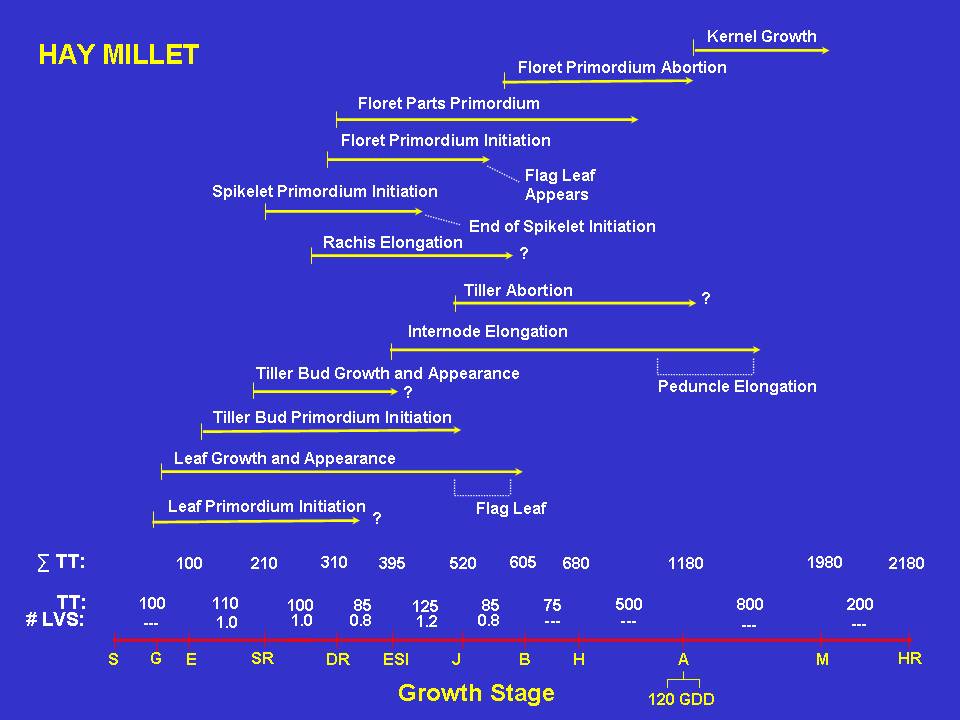 HAY MILLET
Kernel Growth
Floret Primordium Abortion
Floret Parts Primordium
Floret Primordium Initiation
Flag Leaf
Appears
Spikelet Primordium Initiation
End of Spikelet Initiation
Rachis Elongation
?
Tiller Abortion
?
Internode Elongation
Peduncle Elongation
Tiller Bud Growth and Appearance
?
Tiller Bud Primordium Initiation
Leaf Growth and Appearance
Flag Leaf
Leaf Primordium Initiation
?
∑ TT: 100 210 310 395 520 605 680 1180 1980 2180
TT: 100 110 100 85 125 85 75 500 800 200
# LVS: --- 1.0 1.0 0.8 1.2 0.8 --- --- --- ---
S G E SR DR ESI J B H A M HR
Growth Stage
120 GDD